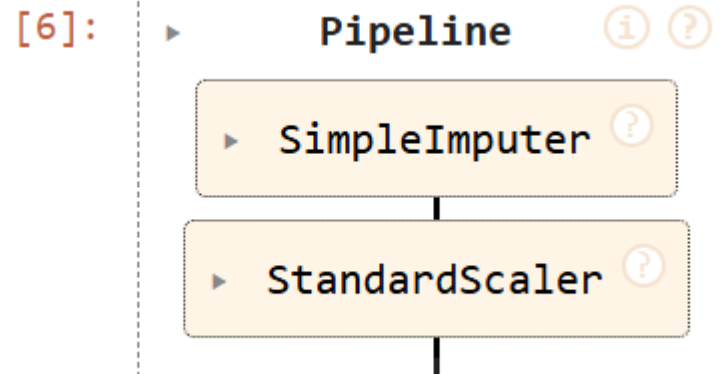 [6]: Pipeline i ?
SimpleImputer ?
StandardScaler ?